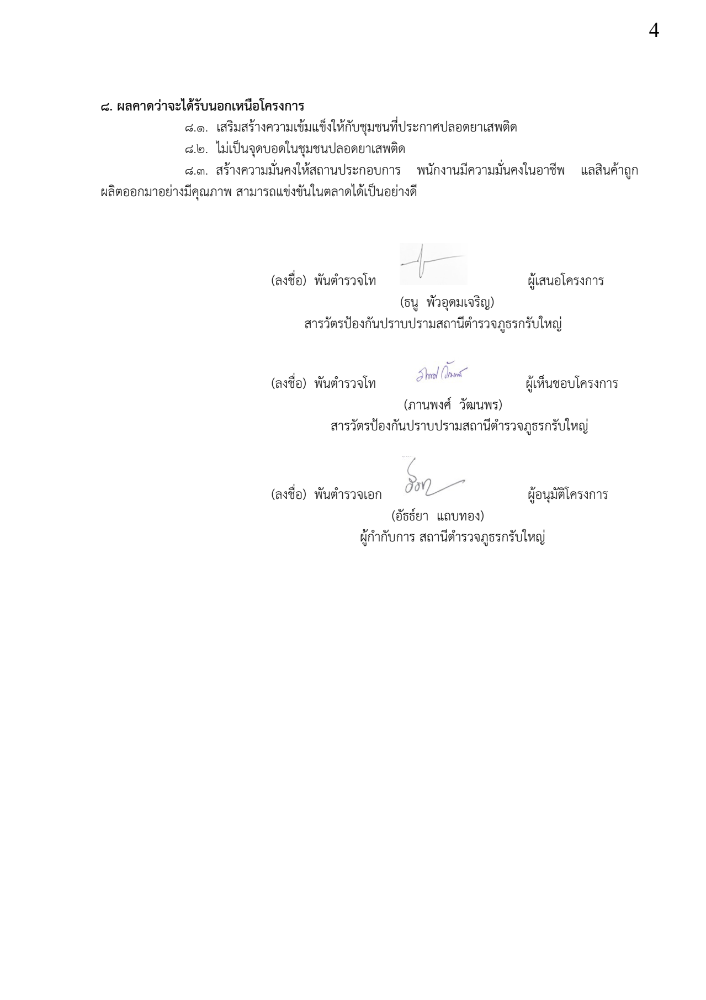 4
๘. ผลคาดว่าจะได้รับนอกเหนือโครงการ
๘.๑. เสริมสร้างความเข้มแข็งให้กับชุมชนที่ประกาศปลอดยาเสพติด
๘.๒. ไม่เป็นจุดบอดในชุมชนปลอดยาเสพติด
๘.๓. สร้างความมั่นคงให้สถานประกอบการ พนักงานมีความมั่นคงในอาชีพ แลสินค้าถูก
ผลิตออกมาอย่างมีคุณภาพ สามารถแข่งขันในตลาดได้เป็นอย่างดี
(ลงชื่อ) พันตำรวจโท ผู้เสนอโครงการ
(ธนู พัวอุดมเจริญ)
สารวัตรป้องกันปราบปรามสถานีตำรวจภูธรกรับใหญ่
(ลงชื่อ) พันตำรวจโท ผู้เห็นชอบโครงการ
(ภานพงศ์ วัฒนพร)
สารวัตรป้องกันปราบปรามสถานีตำรวจภูธรกรับใหญ่
(ลงชื่อ) พันตำรวจเอก ผู้อนุมัติโครงการ
(อัธธ์ยา แถบทอง)
ผู้กำกับการ สถานีตำรวจภูธรกรับใหญ่